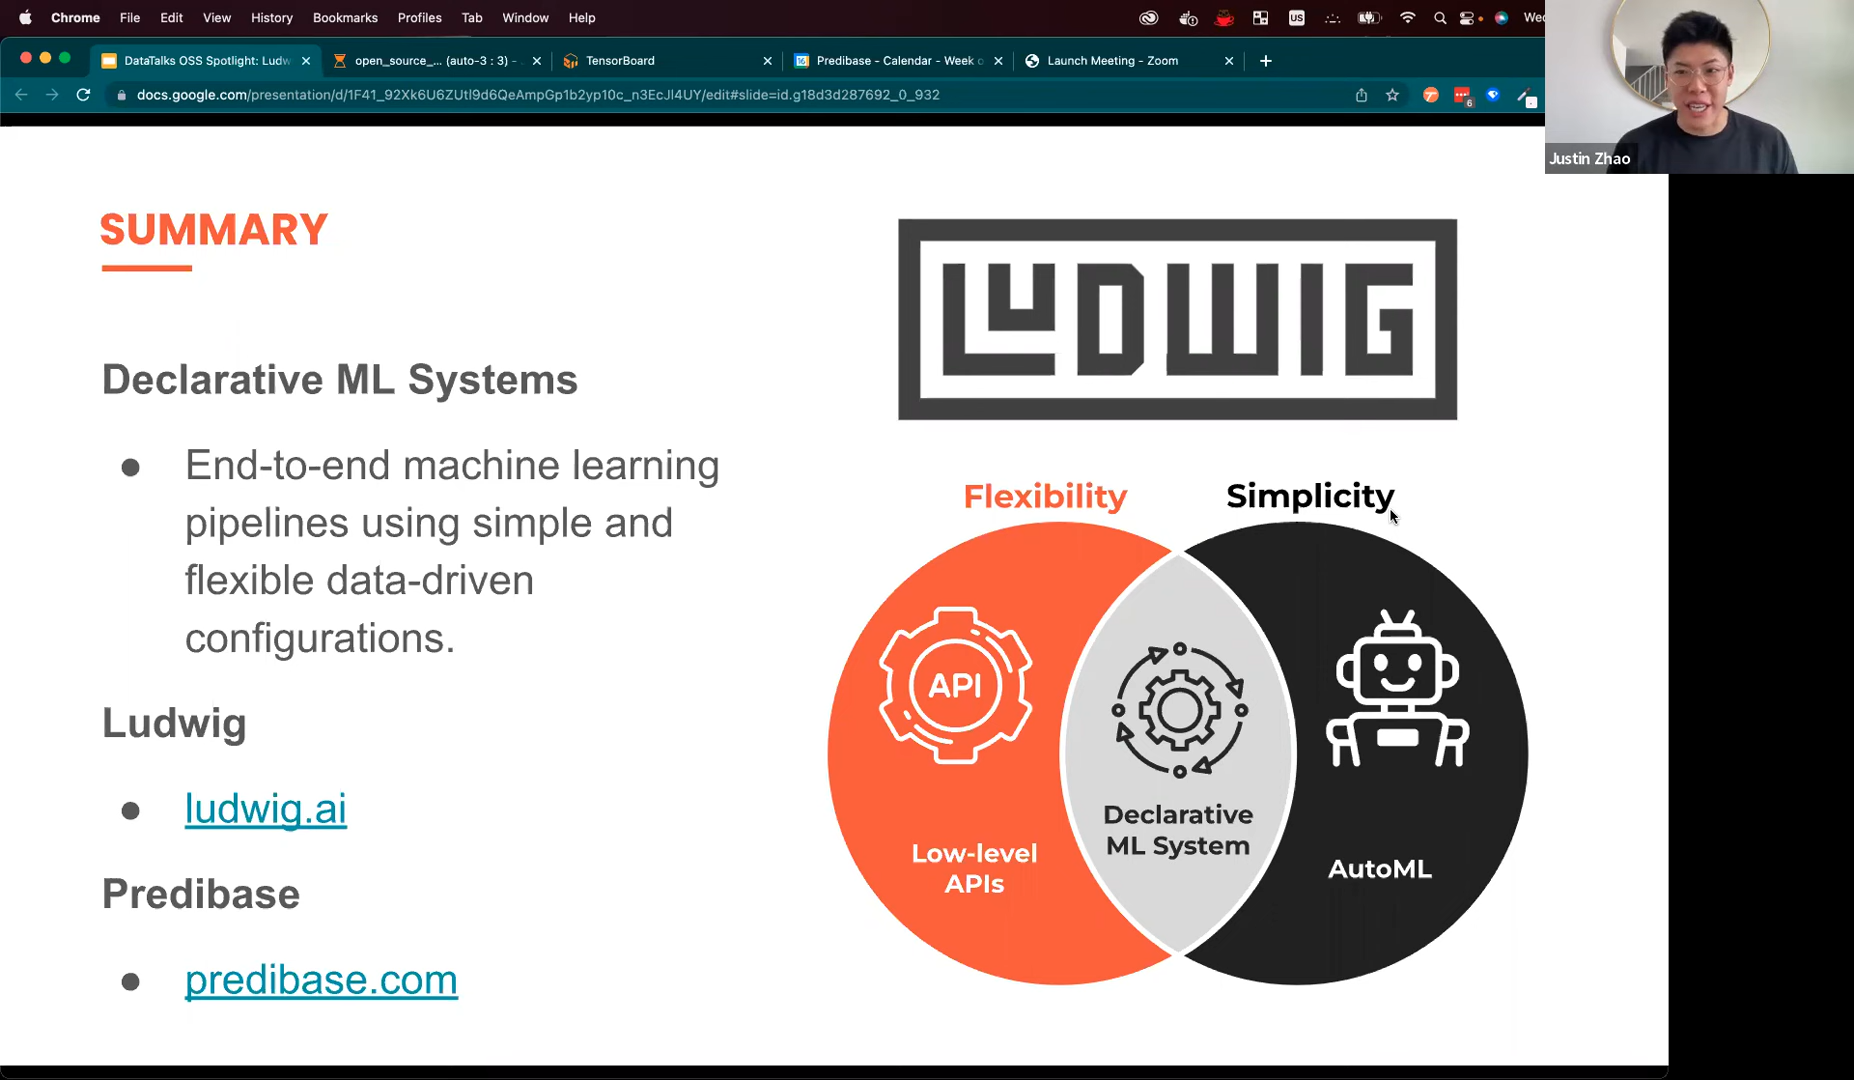 Chrome File Edit View History Bookmarks Profiles Tab Window Help
US
Wed
DataTalks OSS Spotlight: Ludw
open_source_... (auto-3 : 3) -
TensorBoard
Predibase - Calendar - Week o
Launch Meeting - Zoom
docs.google.com/presentation/d/1F41_92Xk6U6ZUtl9d6QeAmpGp1b2yp10c_n3EcJl4UY/edit#slide=id.g18d3d287692_0_932
6
Justin Zhao
SUMMARY
Declarative ML Systems
● End-to-end machine learning
pipelines using simple and
flexible data-driven
configurations.
Ludwig
● ludwig.ai
Predibase
● predibase.com
LUDWIG
Flexibility
Simplicity
API
Low-level
APIs
Declarative
ML System
AutoML